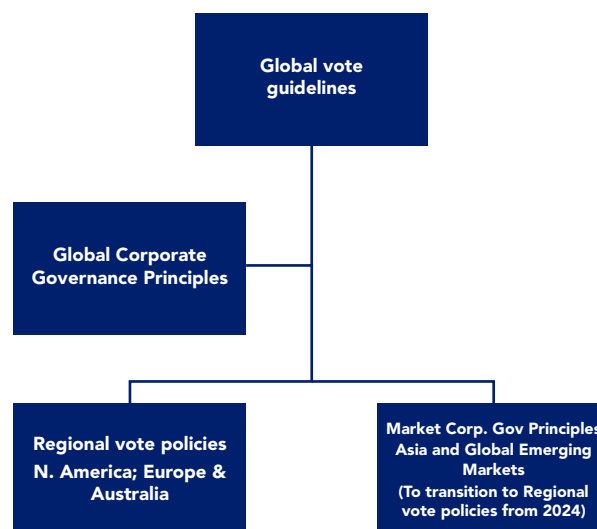 Global vote
guidelines
Global Corporate
Governance Principles
Regional vote policies
N. America; Europe &
Australia
Market Corp. Gov Principles
Asia and Global Emerging
Markets
(To transition to Regional
vote policies from 2024)